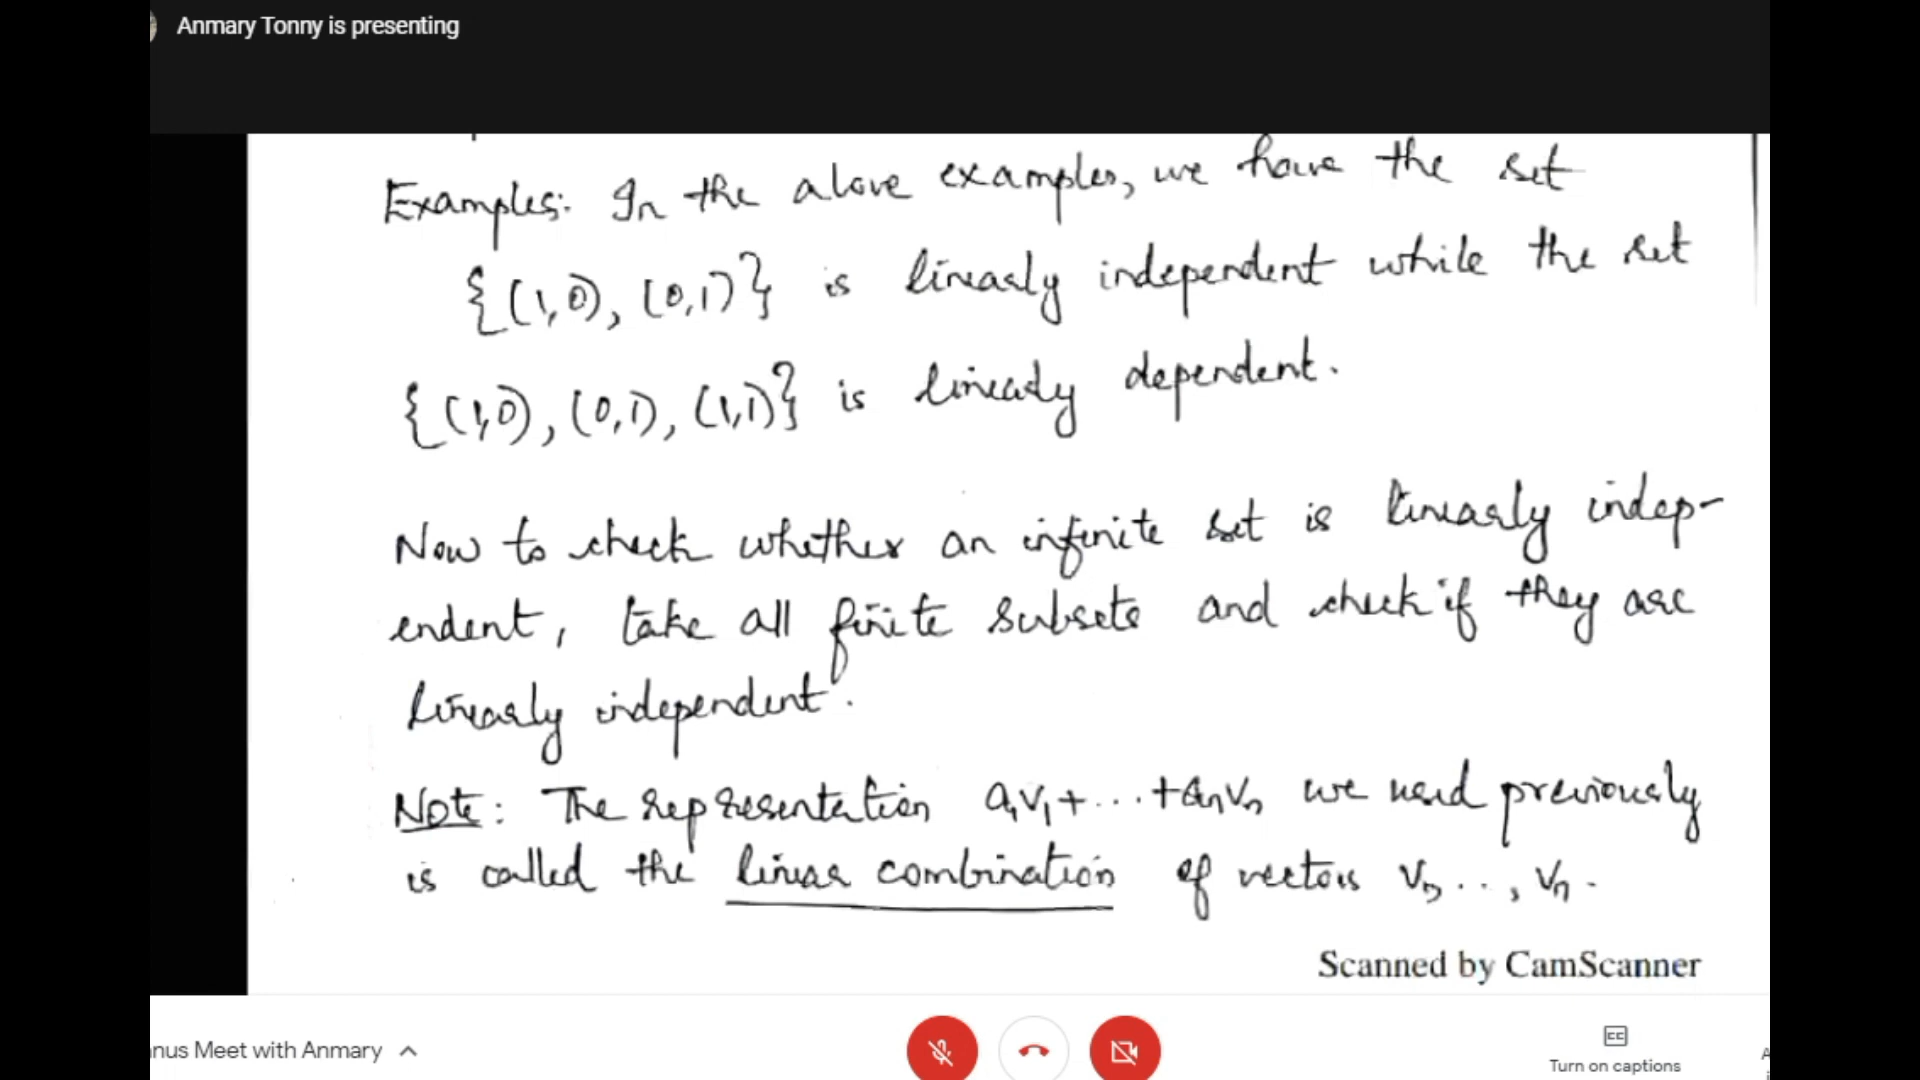 Anmary Tonny is presenting
Examples: In the above examples, we have the set
{(1,0), (0,1)} is linearly independent while the set
{(1,0), (0,1), (1,1)} is linearly dependent.
Now to check whether an infinite set is linearly indep-
endent, take all finite subsets and check if they are
linearly independent.
Note: The representation a₁v₁+...+aₙvₙ we used previously
is called the linear combination of vectors v₁, ..., vₙ.
Scanned by CamScanner
nus Meet with Anmary
Turn on captions